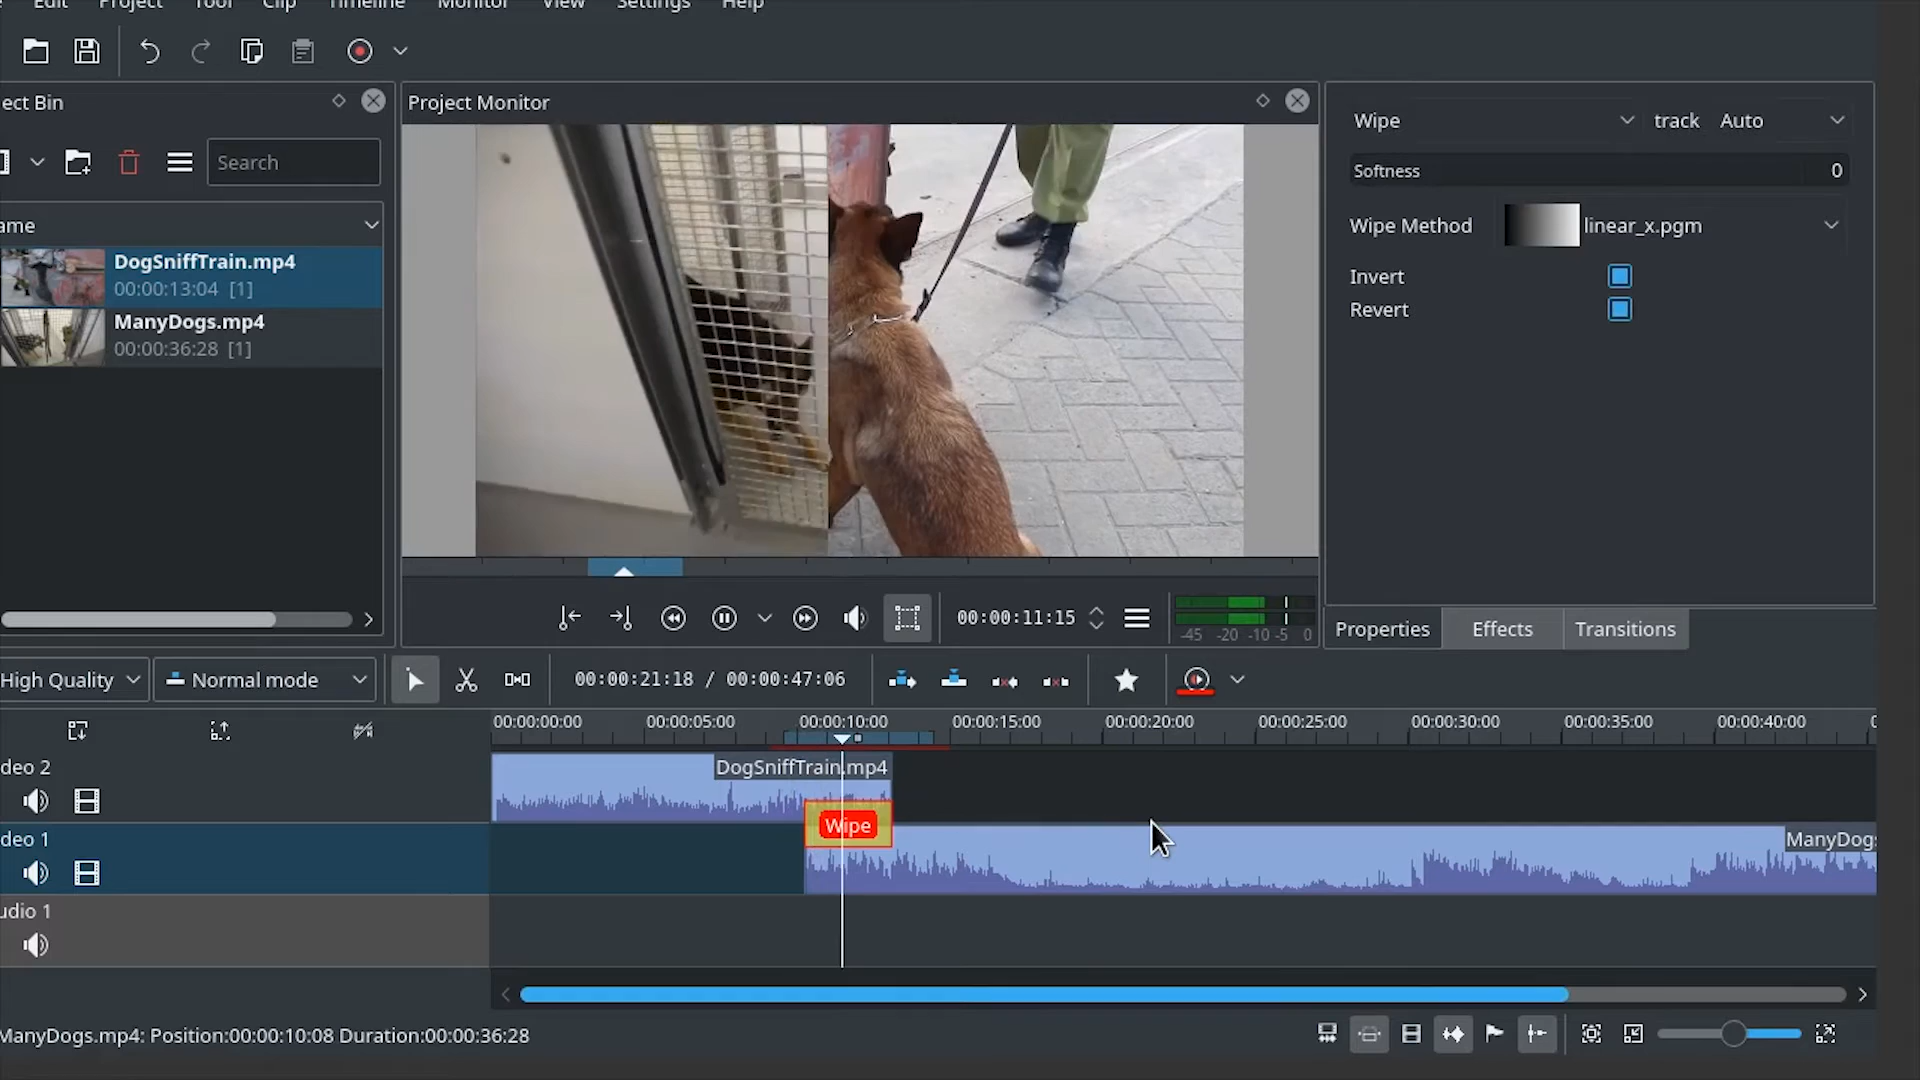 Edit Project Tool Clip Timeline Monitor View Settings Help
ect Bin
Project Monitor
Wipe track Auto
Search
Softness 0
ame
Wipe Method linear_x.pgm
DogSniffTrain.mp4
00:00:13:04 [1]
Invert
Revert
ManyDogs.mp4
00:00:36:28 [1]
00:00:11:15
-45 -20 -10 -5 0
Properties Effects Transitions
High Quality Normal mode 00:00:21:18 / 00:00:47:06
00:00:00:00 00:00:05:00 00:00:10:00 00:00:15:00 00:00:20:00 00:00:25:00 00:00:30:00 00:00:35:00 00:00:40:00 0
deo 2
DogSniffTrain.mp4
Wipe
deo 1
ManyDogs
udio 1
ManyDogs.mp4: Position:00:00:10:08 Duration:00:00:36:28